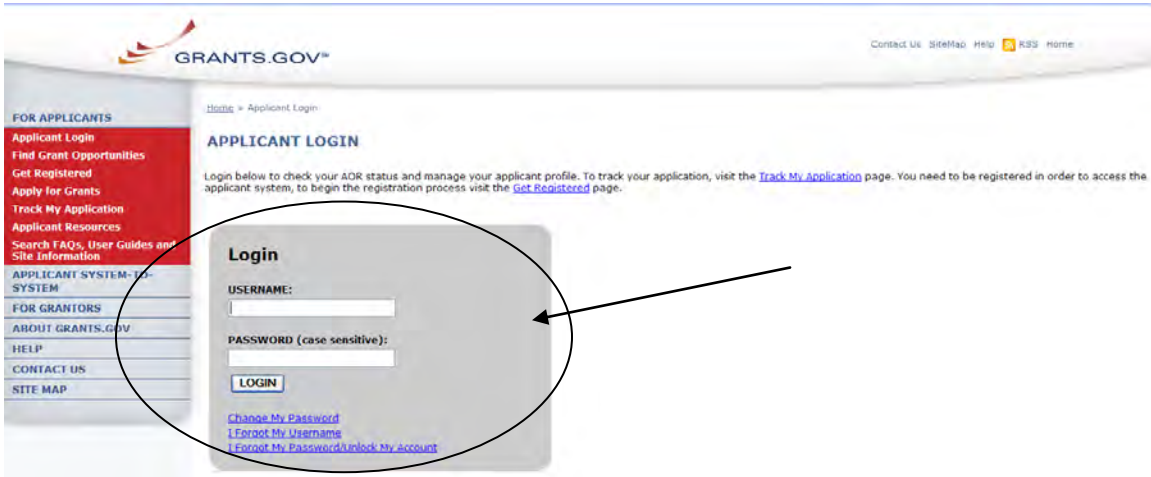 GRANTS.GOV℠
Contact Us SiteMap Help RSS Home
Home » Applicant Login
FOR APPLICANTS
Applicant Login
Find Grant Opportunities
Get Registered
Apply for Grants
Track My Application
Applicant Resources
Search FAQs, User Guides and
Site Information
APPLICANT SYSTEM-TO-
SYSTEM
FOR GRANTORS
ABOUT GRANTS.GOV
HELP
CONTACT US
SITE MAP
APPLICANT LOGIN
Login below to check your AOR status and manage your applicant profile. To track your application, visit the Track My Application page. You need to be registered in order to access the
applicant system, to begin the registration process visit the Get Registered page.
Login
USERNAME:
PASSWORD (case sensitive):
LOGIN
Change My Password
I Forgot My Username
I Forgot My Password/Unlock My Account